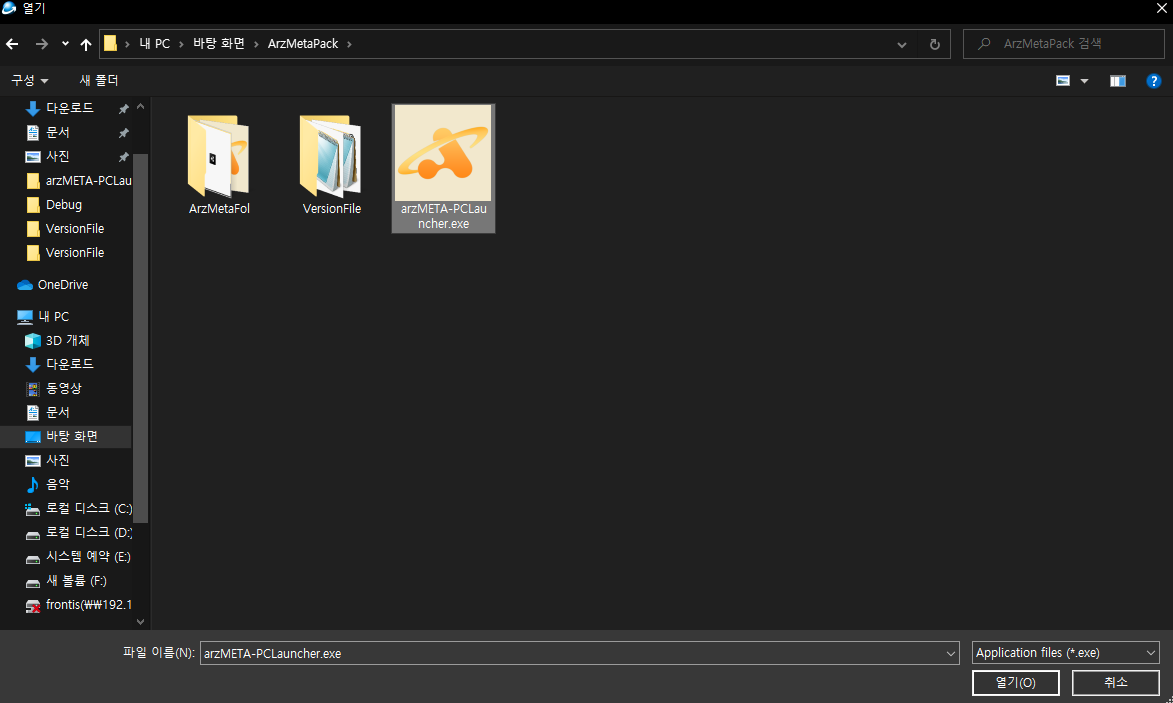 열기
내 PC
바탕 화면
ArzMetaPack
ArzMetaPack 검색
구성
새 폴더
다운로드
문서
사진
arzMETA-PCLau
Debug
VersionFile
VersionFile
OneDrive
내 PC
3D 개체
다운로드
동영상
문서
바탕 화면
사진
음악
로컬 디스크 (C:)
로컬 디스크 (D:)
시스템 예약 (E:)
새 볼륨 (F:)
frontis(₩₩192.1
ArzMetaFol
VersionFile
arzMETA-PCLau
ncher.exe
파일 이름(N):
arzMETA-PCLauncher.exe
Application files (*.exe)
열기(O)
취소